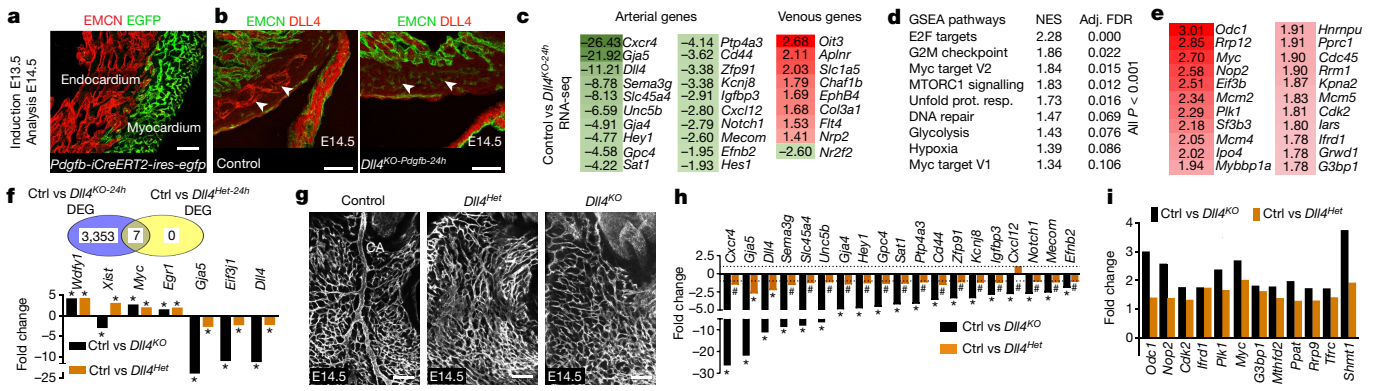 a
EMCN EGFP
Induction E13.5
Analysis E14.5
Endocardium
Myocardium
Pdgfb-iCreERT2-ires-egfp
b
EMCN DLL4 EMCN DLL4
E14.5
Control
E14.5
Dll4KO-Pdgfb-24h
c
Arterial genes Venous genes
Control vs Dll4KO-24h
RNA-seq
−26.43 Cxcr4 −4.14 Ptp4a3 2.68 Oit3
−21.92 Gja5 −3.62 Cd44 2.11 Aplnr
−11.21 Dll4 −3.38 Zfp91 2.03 Slc1a5
−8.78 Sema3g −3.38 Kcnj8 1.79 Chaf1b
−8.13 Slc45a4 −2.91 Igfbp3 1.69 EphB4
−6.59 Unc5b −2.80 Cxcl12 1.68 Col3a1
−4.91 Gja4 −2.79 Notch1 1.53 Flt4
−4.77 Hey1 −2.60 Mecom 1.41 Nrp2
−4.58 Gpc4 −1.95 Efnb2 −2.60 Nr2f2
−4.22 Sat1 −1.93 Hes1
d
GSEA pathways NES Adj. FDR
E2F targets 2.28 0.000
G2M checkpoint 1.86 0.022
Myc target V2 1.84 0.015
MTORC1 signalling 1.83 0.012
Unfold prot. resp. 1.73 0.016
DNA repair 1.47 0.069
Glycolysis 1.43 0.076
Hypoxia 1.39 0.086
Myc target V1 1.34 0.106
All P < 0.001
e
3.01 Odc1 1.91 Hnrnpu
2.85 Rrp12 1.91 Pprc1
2.70 Myc 1.90 Cdc45
2.58 Nop2 1.90 Rrm1
2.51 Eif3b 1.87 Kpna2
2.34 Mcm2 1.83 Mcm5
2.29 Plk1 1.81 Cdk2
2.18 Sf3b3 1.80 Iars
2.05 Mcm4 1.78 Ifrd1
2.02 Ipo4 1.78 Grwd1
1.94 Mybbp1a 1.78 G3bp1
f
Ctrl vs Dll4KO-24h Ctrl vs Dll4Het-24h
DEG DEG
3,353 7 0
Wdfy1 Xist Myc Egr1 Gja5 Eif3j1 Dll4
Fold change
5
0
−5
−10
−25
* * * * * * * * * * * * * *
Ctrl vs Dll4KO
Ctrl vs Dll4Het
g
Control Dll4Het Dll4KO
CA
E14.5 E14.5 E14.5
h
Cxcr4 Gja5 Dll4 Sema3g Slc45a4 Unc5b Gja4 Hey1 Gpc4 Sat1 Ptp4a3 Cd44 Zfp91 Kcnj8 Igfbp3 Cxcl12 Notch1 Mecom Efnb2
Fold change
2.5
0
−2.5
−5.0
−10
−20
−30
Ctrl vs Dll4KO
Ctrl vs Dll4Het
i
Ctrl vs Dll4KO Ctrl vs Dll4Het
Fold change
4
3
2
1
0
Odc1 Nop2 Cdk2 Ifrd1 Plk1 Myc G3bp1 Mthfd2 Ppat Rrp9 Tfrc Shmt1